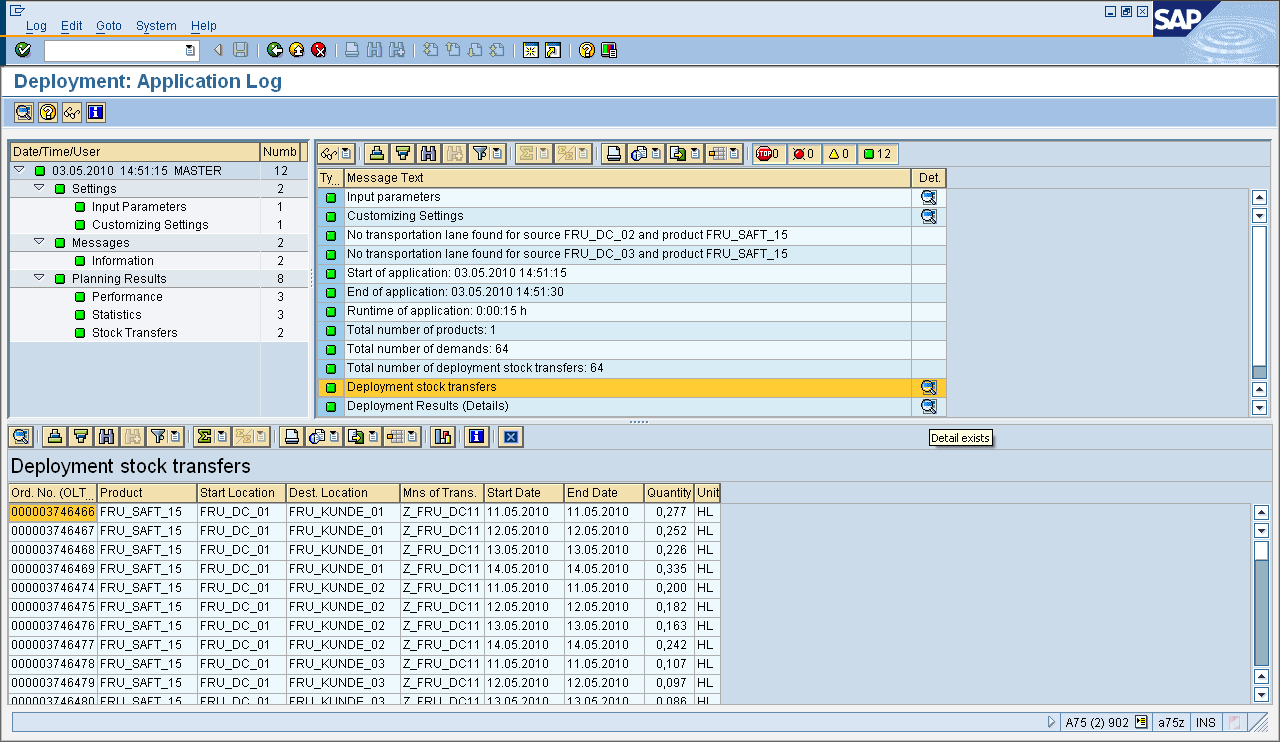 Log Edit Goto System Help
SAP
Deployment: Application Log
Date/Time/User Numb
03.05.2010 14:51:15 MASTER 12
Settings 2
Input Parameters 1
Customizing Settings 1
Messages 2
Information 2
Planning Results 8
Performance 3
Statistics 3
Stock Transfers 2
STOP 0 0 0 12
Ty... Message Text Det.
Input parameters
Customizing Settings
No transportation lane found for source FRU_DC_02 and product FRU_SAFT_15
No transportation lane found for source FRU_DC_03 and product FRU_SAFT_15
Start of application: 03.05.2010 14:51:15
End of application: 03.05.2010 14:51:30
Runtime of application: 0:00:15 h
Total number of products: 1
Total number of demands: 64
Total number of deployment stock transfers: 64
Deployment stock transfers
Deployment Results (Details)
Detail exists
Deployment stock transfers
Ord. No. (OLT... Product Start Location Dest. Location Mns of Trans. Start Date End Date Quantity Unit
000003746466 FRU_SAFT_15 FRU_DC_01 FRU_KUNDE_01 Z_FRU_DC11 11.05.2010 11.05.2010 0,277 HL
000003746467 FRU_SAFT_15 FRU_DC_01 FRU_KUNDE_01 Z_FRU_DC11 12.05.2010 12.05.2010 0,252 HL
000003746468 FRU_SAFT_15 FRU_DC_01 FRU_KUNDE_01 Z_FRU_DC11 13.05.2010 13.05.2010 0,226 HL
000003746469 FRU_SAFT_15 FRU_DC_01 FRU_KUNDE_01 Z_FRU_DC11 14.05.2010 14.05.2010 0,335 HL
000003746474 FRU_SAFT_15 FRU_DC_01 FRU_KUNDE_02 Z_FRU_DC11 11.05.2010 11.05.2010 0,200 HL
000003746475 FRU_SAFT_15 FRU_DC_01 FRU_KUNDE_02 Z_FRU_DC11 12.05.2010 12.05.2010 0,182 HL
000003746476 FRU_SAFT_15 FRU_DC_01 FRU_KUNDE_02 Z_FRU_DC11 13.05.2010 13.05.2010 0,163 HL
000003746477 FRU_SAFT_15 FRU_DC_01 FRU_KUNDE_02 Z_FRU_DC11 14.05.2010 14.05.2010 0,242 HL
000003746478 FRU_SAFT_15 FRU_DC_01 FRU_KUNDE_03 Z_FRU_DC11 11.05.2010 11.05.2010 0,107 HL
000003746479 FRU_SAFT_15 FRU_DC_01 FRU_KUNDE_03 Z_FRU_DC11 12.05.2010 12.05.2010 0,097 HL
000003746480 FRU_SAFT_15 FRU_DC_01 FRU_KUNDE_03 Z_FRU_DC11 13.05.2010 13.05.2010 0,086 HL
A75 (2) 902 a75z INS